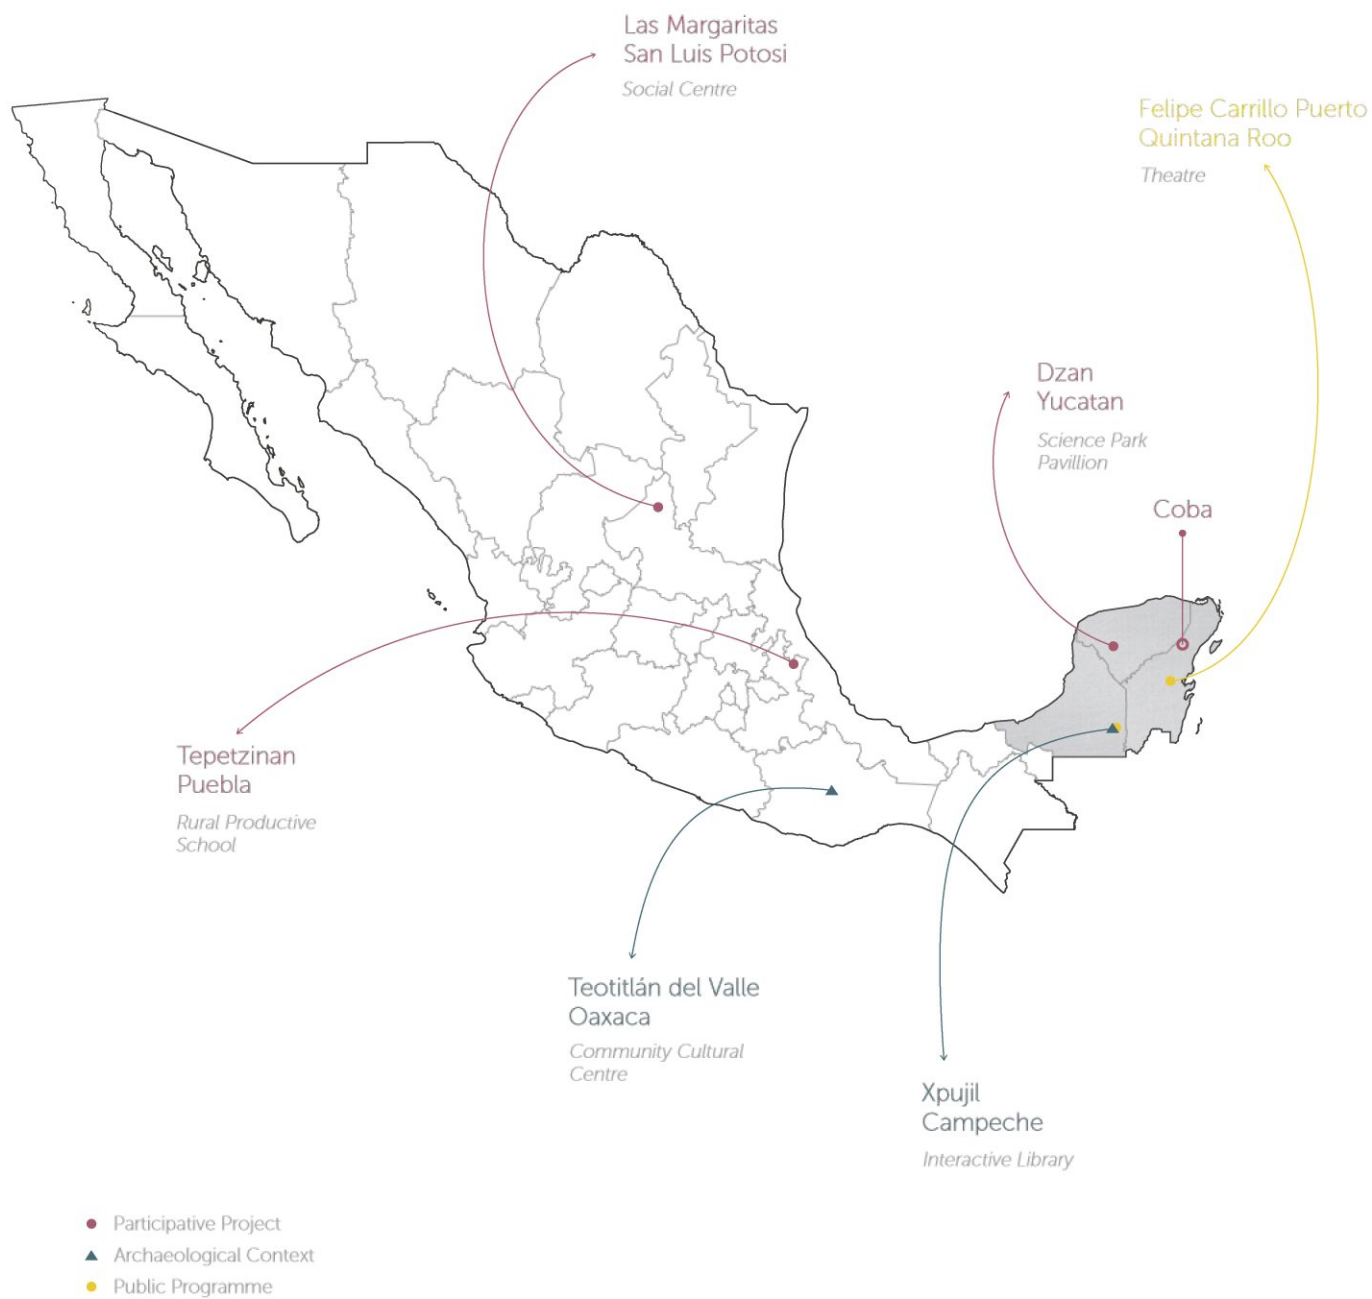 Las Margaritas
San Luis Potosi
Social Centre
Felipe Carrillo Puerto
Quintana Roo
Theatre
Dzan
Yucatan
Science Park
Pavillion
Coba
Tepetzinan
Puebla
Rural Productive
School
Teotitlán del Valle
Oaxaca
Community Cultural
Centre
Xpujil
Campeche
Interactive Library
Participative Project
Archaeological Context
Public Programme